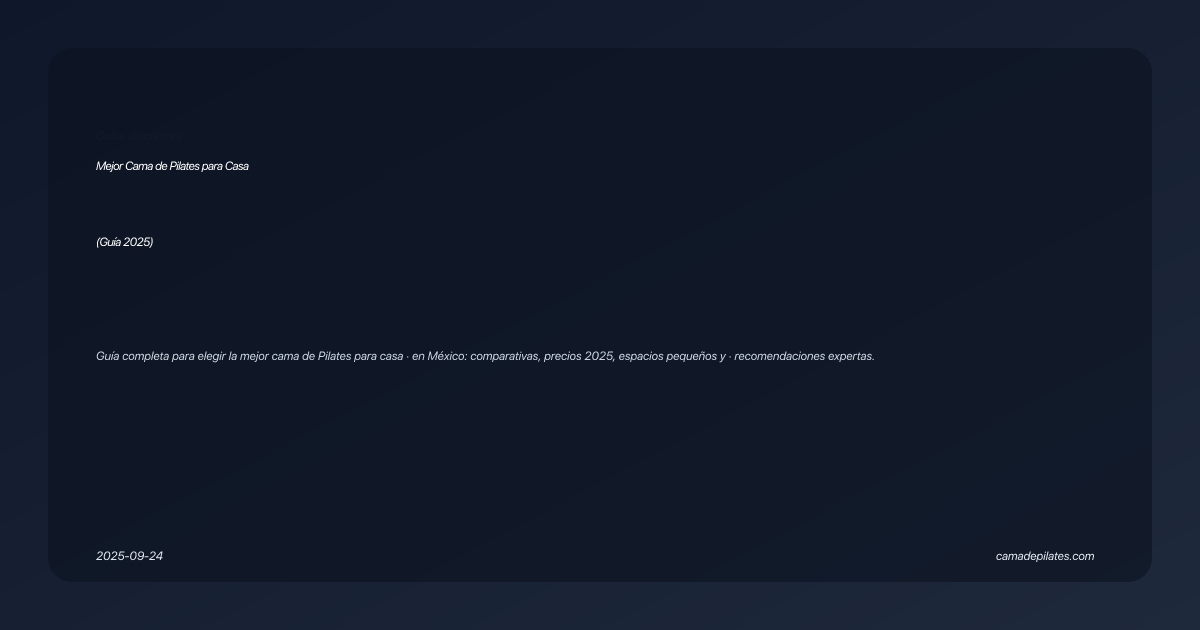 Mejor Cama de Pilates para Casa
(Guía 2025)
Guía completa para elegir la mejor cama de Pilates para casa · en México: comparativas, precios 2025, espacios pequeños y · recomendaciones expertas.
2025-09-24
camadepilates.com